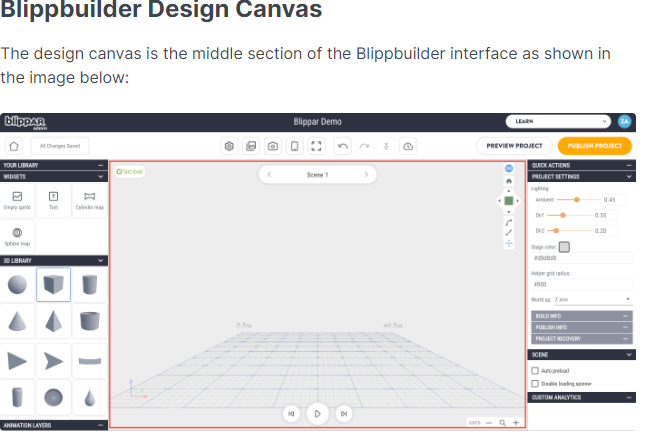 Blippbuilder Design Canvas
The design canvas is the middle section of the Blippbuilder interface as shown in
the image below:
blippar
admin
Blippar Demo
LEARN
JA
All Changes Saved
PREVIEW PROJECT
PUBLISH PROJECT
YOUR LIBRARY
WIDGETS
Empty sprite
Text
Cylinder map
Sphere map
3D LIBRARY
ANIMATION LAYERS
Scene 1
3D
-0.5m
+0.5m
QUICK ACTIONS
PROJECT SETTINGS
Lighting
Ambient
0.45
Dir1
0.35
Dir2
0.20
Stage color:
#d8d8d8
Helper grid radius:
World up:
Z axis
BUILD INFO
PUBLISH INFO
PROJECT RECOVERY
SCENE
Auto preload
Disable loading spinner
CUSTOM ANALYTICS